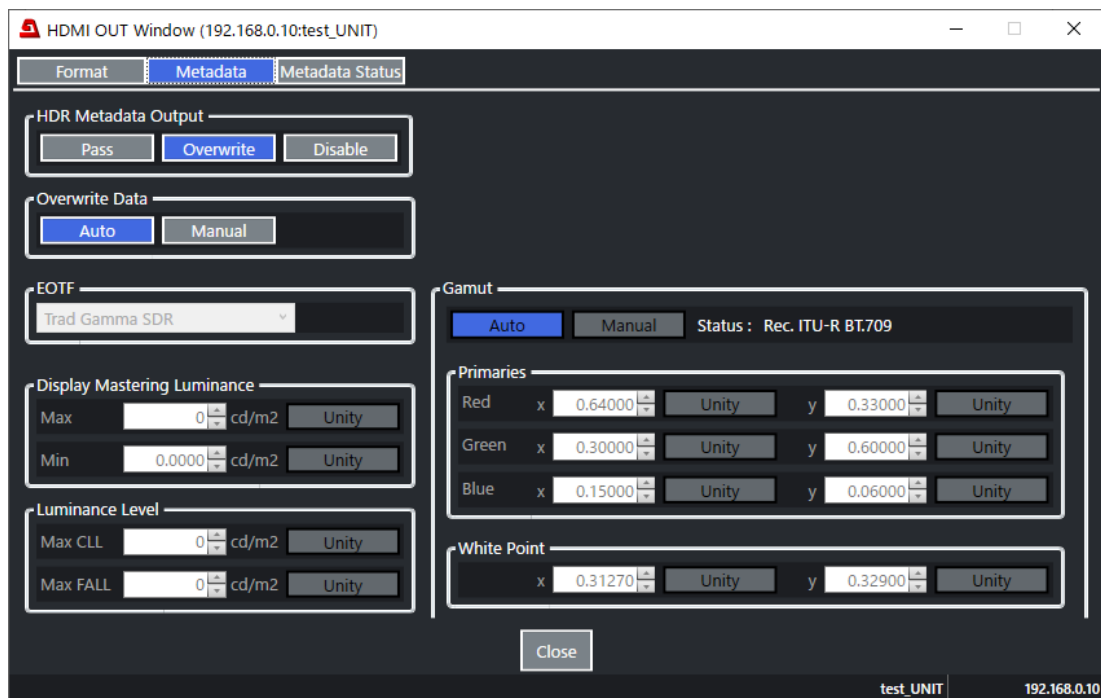 HDMI OUT Window (192.168.0.10:test_UNIT)
Format Metadata Metadata Status
HDR Metadata Output
Pass Overwrite Disable
Overwrite Data
Auto Manual
EOTF
Trad Gamma SDR
Display Mastering Luminance
Max 0 cd/m2 Unity
Min 0.0000 cd/m2 Unity
Luminance Level
Max CLL 0 cd/m2 Unity
Max FALL 0 cd/m2 Unity
Gamut
Auto Manual Status : Rec. ITU-R BT.709
Primaries
Red x 0.64000 Unity y 0.33000 Unity
Green x 0.30000 Unity y 0.60000 Unity
Blue x 0.15000 Unity y 0.06000 Unity
White Point
x 0.31270 Unity y 0.32900 Unity
Close
test_UNIT 192.168.0.10